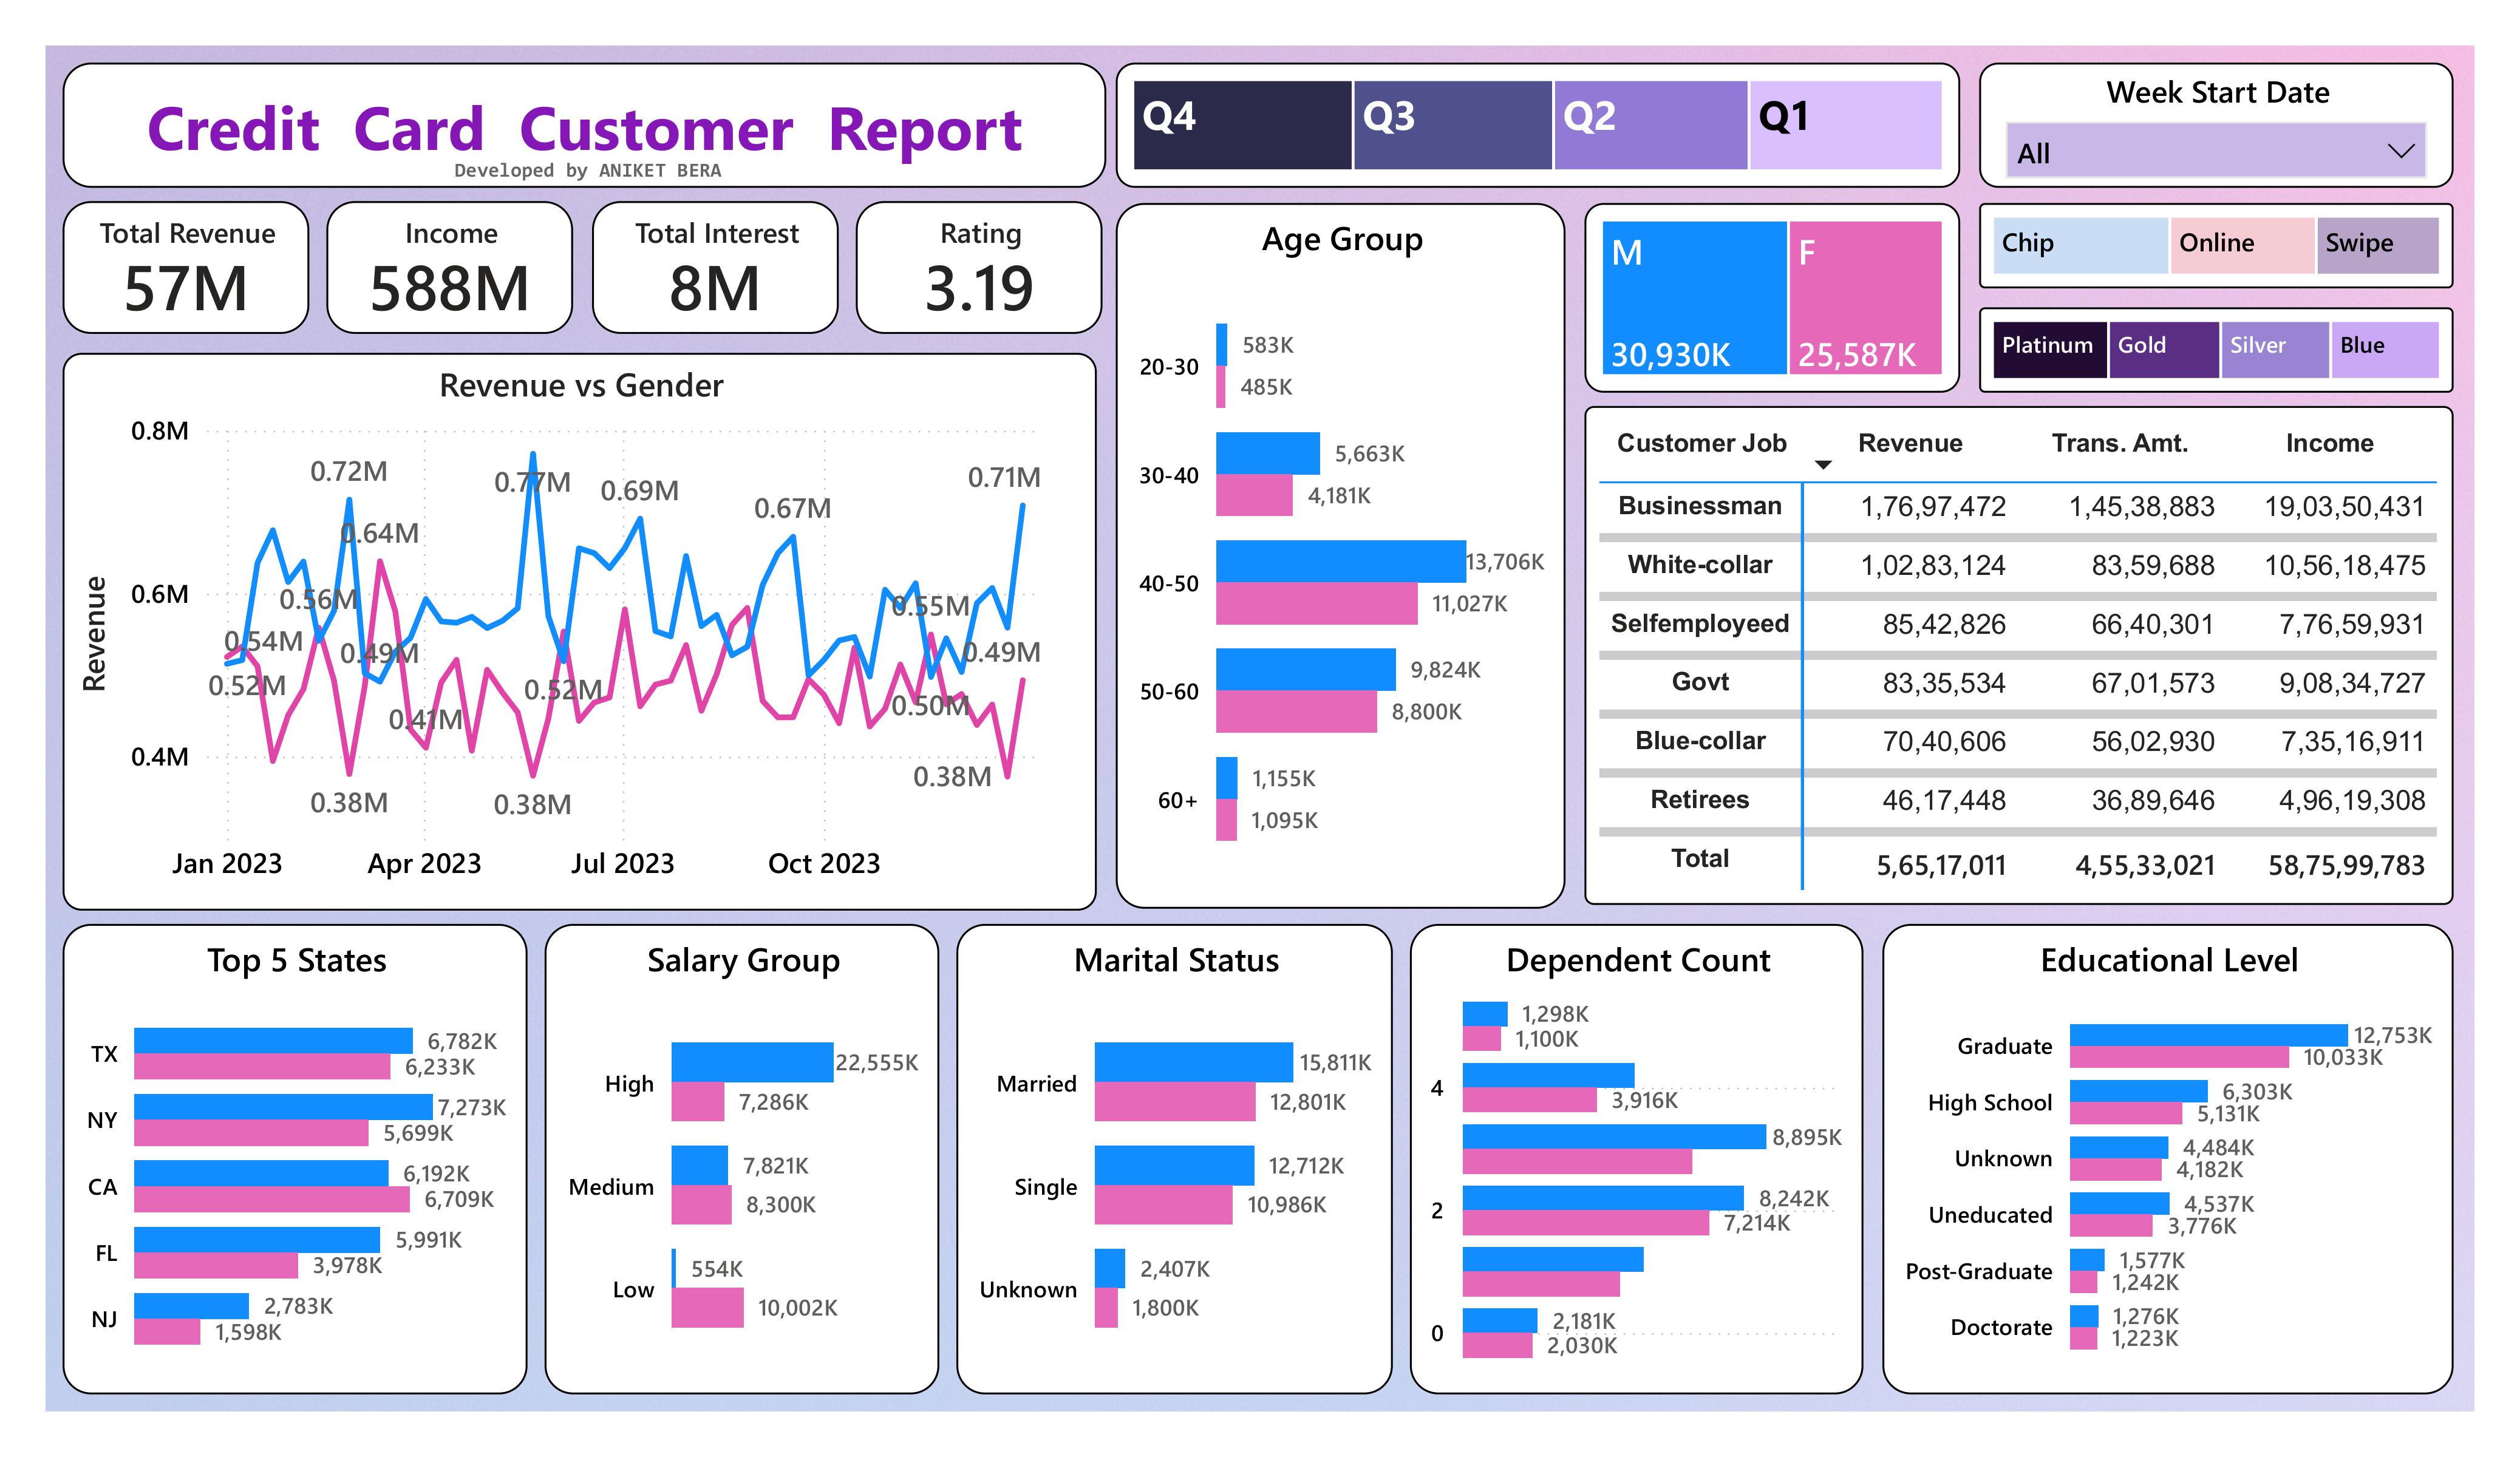 Credit Card Customer Report
Developed by ANIKET BERA
Q4 Q3 Q2 Q1
Week Start Date
All
Total Revenue
57M
Income
588M
Total Interest
8M
Rating
3.19
Age Group
20-30
583K
485K
30-40
5,663K
4,181K
40-50
13,706K
11,027K
50-60
9,824K
8,800K
60+
1,155K
1,095K
M
30,930K
F
25,587K
Chip Online Swipe
Platinum Gold Silver Blue
Revenue vs Gender
Revenue
0.8M
0.6M
0.4M
0.72M
0.77M
0.69M
0.67M
0.71M
0.64M
0.56M
0.55M
0.54M
0.49M
0.49M
0.52M
0.52M
0.50M
0.41M
0.38M
0.38M
0.38M
Jan 2023 Apr 2023 Jul 2023 Oct 2023
Customer Job Revenue Trans. Amt. Income
Businessman 1,76,97,472 1,45,38,883 19,03,50,431
White-collar 1,02,83,124 83,59,688 10,56,18,475
Selfemployeed 85,42,826 66,40,301 7,76,59,931
Govt 83,35,534 67,01,573 9,08,34,727
Blue-collar 70,40,606 56,02,930 7,35,16,911
Retirees 46,17,448 36,89,646 4,96,19,308
Total 5,65,17,011 4,55,33,021 58,75,99,783
Top 5 States
TX
6,782K
6,233K
NY
7,273K
5,699K
CA
6,192K
6,709K
FL
5,991K
3,978K
NJ
2,783K
1,598K
Salary Group
High
22,555K
7,286K
Medium
7,821K
8,300K
Low
554K
10,002K
Marital Status
Married
15,811K
12,801K
Single
12,712K
10,986K
Unknown
2,407K
1,800K
Dependent Count
1,298K
1,100K
4
3,916K
8,895K
2
8,242K
7,214K
0
2,181K
2,030K
Educational Level
Graduate
12,753K
10,033K
High School
6,303K
5,131K
Unknown
4,484K
4,182K
Uneducated
4,537K
3,776K
Post-Graduate
1,577K
1,242K
Doctorate
1,276K
1,223K